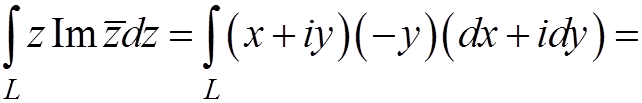 ∫_L z Im z̅ dz = ∫_L (x + iy)(−y)(dx + idy) =